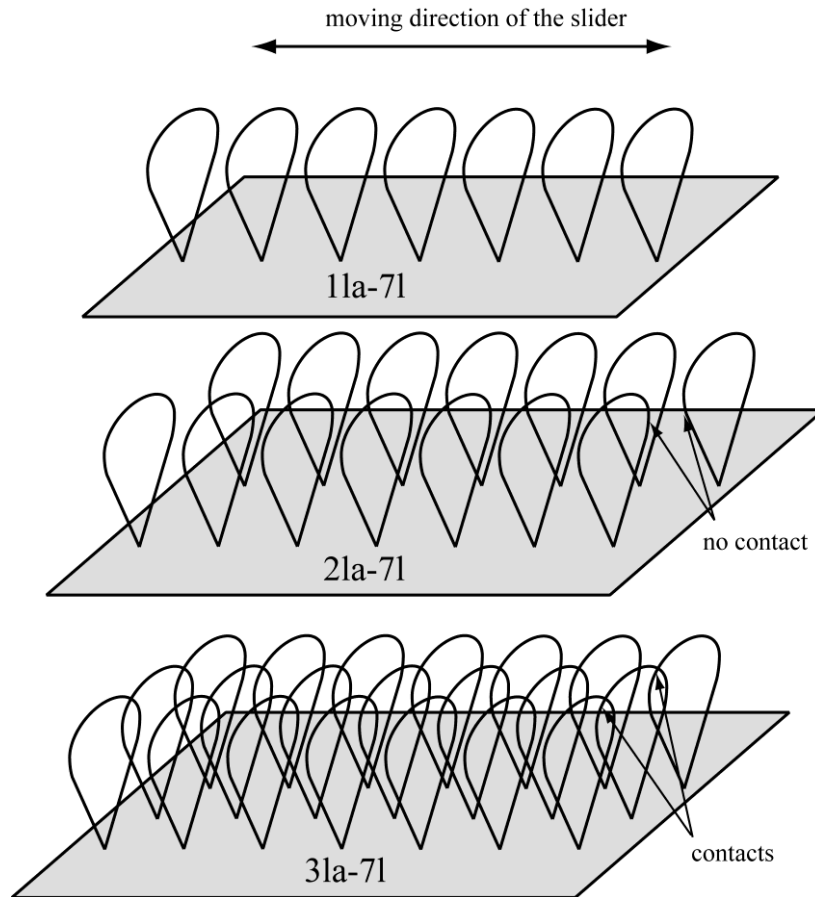 moving direction of the slider
1la-7l
no contact
2la-7l
contacts
3la-7l